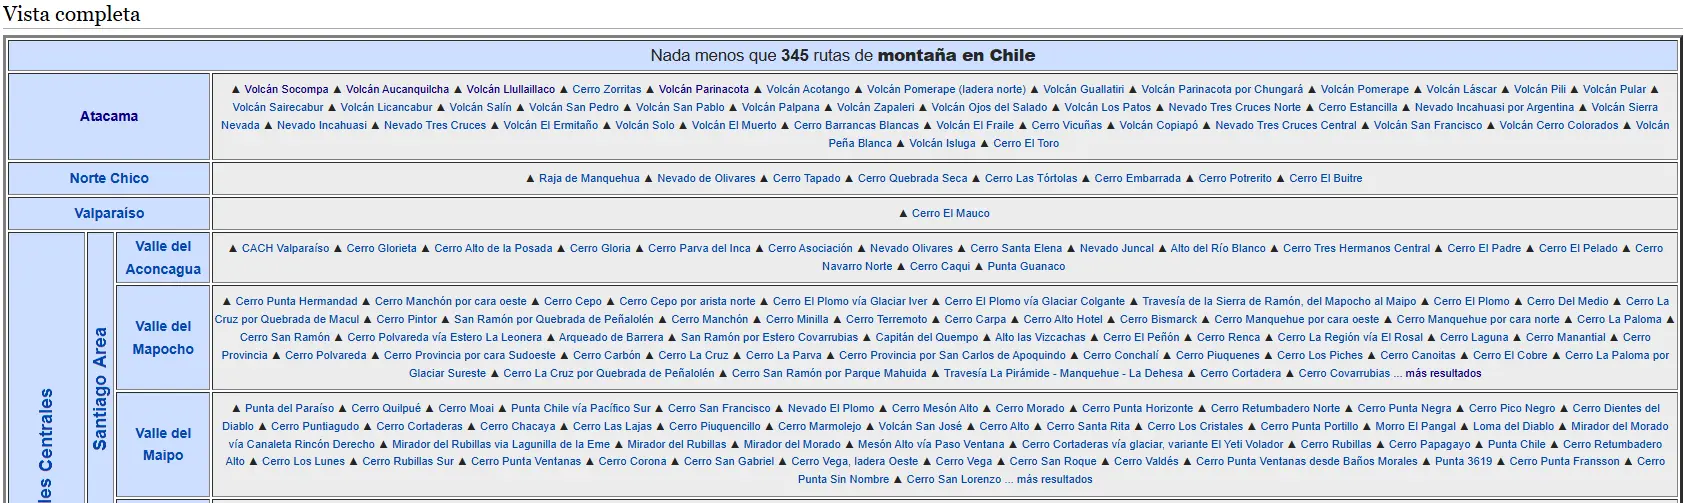 Vista completa
Nada menos que 345 rutas de montaña en Chile
Atacama
▲ Volcán Socompa ▲ Volcán Aucanquilcha ▲ Volcán Llullaillaco ▲ Cerro Zorritas ▲ Volcán Parinacota ▲ Volcán Acotango ▲ Volcán Pomerape (ladera norte) ▲ Volcán Guallatiri ▲ Volcán Parinacota por Chungará ▲ Volcán Pomerape ▲ Volcán Láscar ▲ Volcán Pili ▲ Volcán Pular ▲
Volcán Sairecabur ▲ Volcán Licancabur ▲ Volcán Salín ▲ Volcán San Pedro ▲ Volcán San Pablo ▲ Volcán Palpana ▲ Volcán Zapaleri ▲ Volcán Ojos del Salado ▲ Volcán Los Patos ▲ Nevado Tres Cruces Norte ▲ Cerro Estancilla ▲ Nevado Incahuasi por Argentina ▲ Volcán Sierra
Nevada ▲ Nevado Incahuasi ▲ Nevado Tres Cruces ▲ Volcán El Ermitaño ▲ Volcán Solo ▲ Volcán El Muerto ▲ Cerro Barrancas Blancas ▲ Volcán El Fraile ▲ Cerro Vicuñas ▲ Volcán Copiapó ▲ Nevado Tres Cruces Central ▲ Volcán San Francisco ▲ Volcán Cerro Colorados ▲ Volcán
Peña Blanca ▲ Volcán Isluga ▲ Cerro El Toro
Norte Chico
▲ Raja de Manquehua ▲ Nevado de Olivares ▲ Cerro Tapado ▲ Cerro Quebrada Seca ▲ Cerro Las Tórtolas ▲ Cerro Embarrada ▲ Cerro Potrerito ▲ Cerro El Buitre
Valparaíso
▲ Cerro El Mauco
les Centrales
Santiago Area
Valle del
Aconcagua
▲ CACH Valparaíso ▲ Cerro Glorieta ▲ Cerro Alto de la Posada ▲ Cerro Gloria ▲ Cerro Parva del Inca ▲ Cerro Asociación ▲ Nevado Olivares ▲ Cerro Santa Elena ▲ Nevado Juncal ▲ Alto del Río Blanco ▲ Cerro Tres Hermanos Central ▲ Cerro El Padre ▲ Cerro El Pelado ▲ Cerro
Navarro Norte ▲ Cerro Caqui ▲ Punta Guanaco
Valle del
Mapocho
▲ Cerro Punta Hermandad ▲ Cerro Manchón por cara oeste ▲ Cerro Cepo ▲ Cerro Cepo por arista norte ▲ Cerro El Plomo vía Glaciar Iver ▲ Cerro El Plomo vía Glaciar Colgante ▲ Travesía de la Sierra de Ramón, del Mapocho al Maipo ▲ Cerro El Plomo ▲ Cerro Del Medio ▲ Cerro La
Cruz por Quebrada de Macul ▲ Cerro Pintor ▲ San Ramón por Quebrada de Peñalolén ▲ Cerro Manchón ▲ Cerro Minilla ▲ Cerro Terremoto ▲ Cerro Carpa ▲ Cerro Alto Hotel ▲ Cerro Bismarck ▲ Cerro Manquehue por cara oeste ▲ Cerro Manquehue por cara norte ▲ Cerro La Paloma ▲
Cerro San Ramón ▲ Cerro Polvareda vía Estero La Leonera ▲ Arqueado de Barrera ▲ San Ramón por Estero Covarrubias ▲ Capitán del Quempo ▲ Alto las Vizcachas ▲ Cerro El Peñón ▲ Cerro Renca ▲ Cerro La Región vía El Rosal ▲ Cerro Laguna ▲ Cerro Manantial ▲ Cerro
Provincia ▲ Cerro Polvareda ▲ Cerro Provincia por cara Sudoeste ▲ Cerro Carbón ▲ Cerro La Cruz ▲ Cerro La Parva ▲ Cerro Provincia por San Carlos de Apoquindo ▲ Cerro Conchalí ▲ Cerro Piuquenes ▲ Cerro Los Piches ▲ Cerro Canoitas ▲ Cerro El Cobre ▲ Cerro La Paloma por
Glaciar Sureste ▲ Cerro La Cruz por Quebrada de Peñalolén ▲ Cerro San Ramón por Parque Mahuida ▲ Travesía La Pirámide - Manquehue - La Dehesa ▲ Cerro Cortadera ▲ Cerro Covarrubias ... más resultados
Valle del
Maipo
▲ Punta del Paraíso ▲ Cerro Quilpué ▲ Cerro Moai ▲ Punta Chile vía Pacífico Sur ▲ Cerro San Francisco ▲ Nevado El Plomo ▲ Cerro Mesón Alto ▲ Cerro Morado ▲ Cerro Punta Horizonte ▲ Cerro Retumbadero Norte ▲ Cerro Punta Negra ▲ Cerro Pico Negro ▲ Cerro Dientes del
Diablo ▲ Cerro Puntiagudo ▲ Cerro Cortaderas ▲ Cerro Chacaya ▲ Cerro Las Lajas ▲ Cerro Piuquencillo ▲ Cerro Marmolejo ▲ Volcán San José ▲ Cerro Alto ▲ Cerro Santa Rita ▲ Cerro Los Cristales ▲ Cerro Punta Portillo ▲ Morro El Pangal ▲ Loma del Diablo ▲ Mirador del Morado
vía Canaleta Rincón Derecho ▲ Mirador del Rubillas via Lagunilla de la Eme ▲ Mirador del Rubillas ▲ Mirador del Morado ▲ Mesón Alto vía Paso Ventana ▲ Cerro Cortaderas vía glaciar, variante El Yeti Volador ▲ Cerro Rubillas ▲ Cerro Papagayo ▲ Punta Chile ▲ Cerro Retumbadero
Alto ▲ Cerro Los Lunes ▲ Cerro Rubillas Sur ▲ Cerro Punta Ventanas ▲ Cerro Corona ▲ Cerro San Gabriel ▲ Cerro Vega, ladera Oeste ▲ Cerro Vega ▲ Cerro San Roque ▲ Cerro Valdés ▲ Cerro Punta Ventanas desde Baños Morales ▲ Punta 3619 ▲ Cerro Punta Fransson ▲ Cerro
Punta Sin Nombre ▲ Cerro San Lorenzo ... más resultados